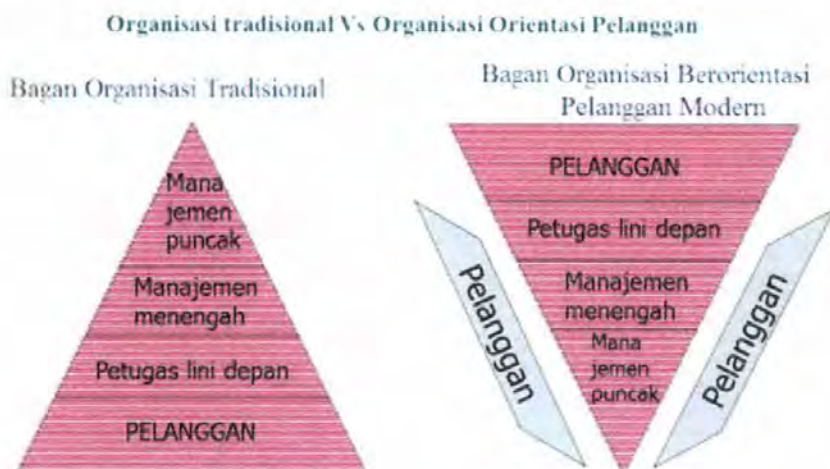 Organisasi tradisional Vs Organisasi Orientasi Pelanggan
Bagan Organisasi Tradisional
Mana
jemen
puncak
Manajemen
menengah
Petugas lini depan
PELANGGAN
Bagan Organisasi Berorientasi
Pelanggan Modern
PELANGGAN
Petugas lini depan
Manajemen
menengah
Mana
jemen
puncak
Pelanggan
Pelanggan